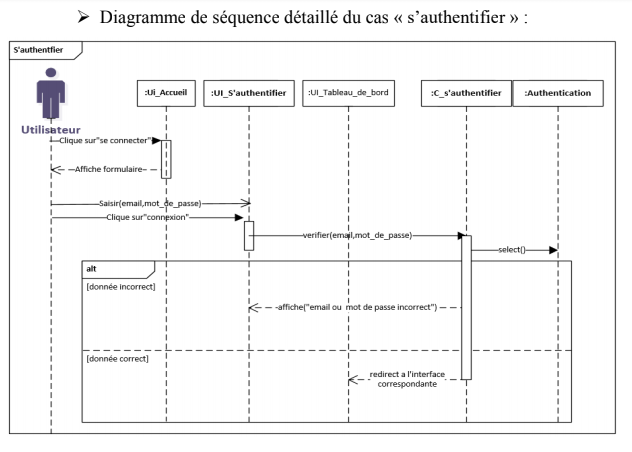 ➢ Diagramme de séquence détaillé du cas « s’authentifier » :
S'authentfier
:Ui_Accueil
:UI_S'authentifier
:UI_Tableau_de_bord
:C_s'authentifier
:Authentication
Utilisateur
Clique sur"se connecter"
Affiche formulaire
Saisir(email,mot_de_passe)
Clique sur"connexion"
verifier(email,mot_de_passe)
select()
alt
[donnée incorrect]
affiche("email ou mot de passe incorrect")
[donnée correct]
redirect a l'interface
correspondante